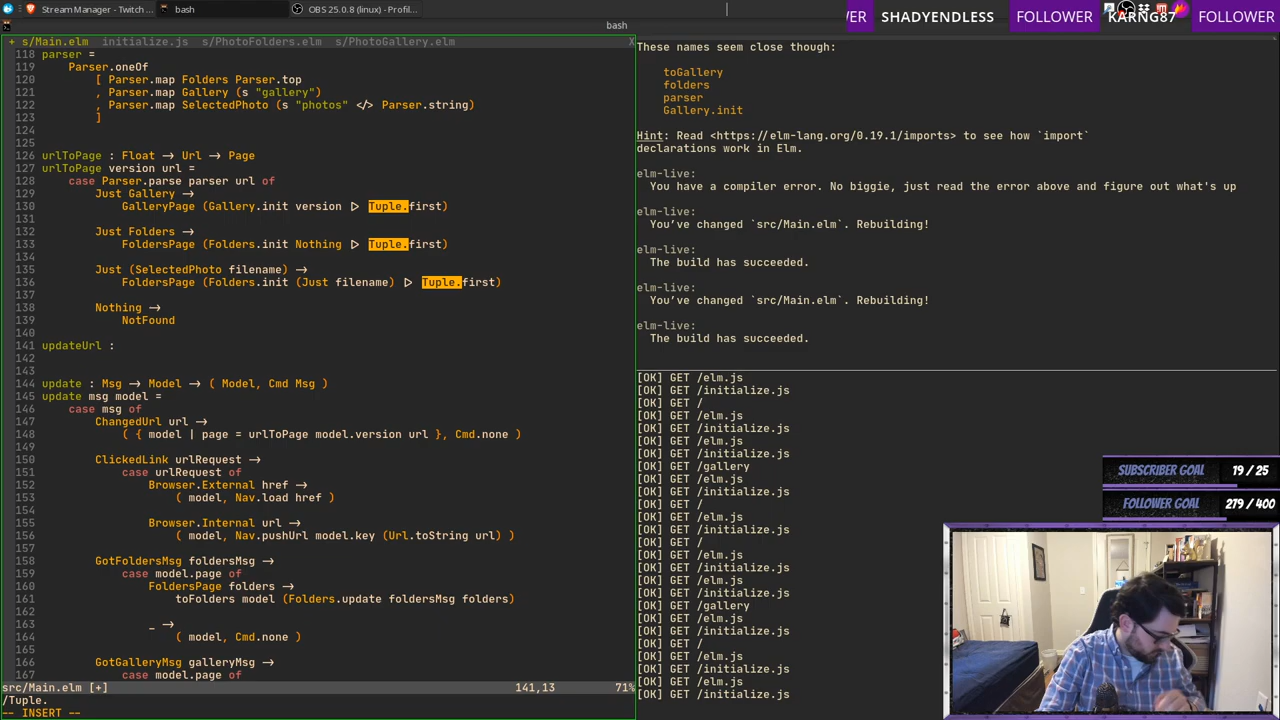 Stream Manager - Twitch
bash
OBS 25.0.8 (linux) - Profil...
bash
WER SHADYENDLESS FOLLOWER KARNG87 FOLLOWER
+ s/Main.elm initialize.js s/PhotoFolders.elm s/PhotoGallery.elm X
118 parser =
119 Parser.oneOf
120 [ Parser.map Folders Parser.top
121 , Parser.map Gallery (s "gallery")
122 , Parser.map SelectedPhoto (s "photos" </> Parser.string)
123 ]
124
125
126 urlToPage : Float -> Url -> Page
127 urlToPage version url =
128 case Parser.parse parser url of
129 Just Gallery ->
130 GalleryPage (Gallery.init version |> Tuple.first)
131
132 Just Folders ->
133 FoldersPage (Folders.init Nothing |> Tuple.first)
134
135 Just (SelectedPhoto filename) ->
136 FoldersPage (Folders.init (Just filename) |> Tuple.first)
137
138 Nothing ->
139 NotFound
140
141 updateUrl :
142
143
144 update : Msg -> Model -> ( Model, Cmd Msg )
145 update msg model =
146 case msg of
147 ChangedUrl url ->
148 ( { model | page = urlToPage model.version url }, Cmd.none )
149
150 ClickedLink urlRequest ->
151 case urlRequest of
152 Browser.External href ->
153 ( model, Nav.load href )
154
155 Browser.Internal url ->
156 ( model, Nav.pushUrl model.key (Url.toString url) )
157
158 GotFoldersMsg foldersMsg ->
159 case model.page of
160 FoldersPage folders ->
161 toFolders model (Folders.update foldersMsg folders)
162
163 _ ->
164 ( model, Cmd.none )
165
166 GotGalleryMsg galleryMsg ->
167 case model.page of
src/Main.elm [+] 141,13 71%
/Tuple.
-- INSERT --
These names seem close though:
toGallery
folders
parser
Gallery.init
Hint: Read <https://elm-lang.org/0.19.1/imports> to see how `import`
declarations work in Elm.
elm-live:
You have a compiler error. No biggie, just read the error above and figure out what's up
elm-live:
You’ve changed `src/Main.elm`. Rebuilding!
elm-live:
The build has succeeded.
elm-live:
You’ve changed `src/Main.elm`. Rebuilding!
elm-live:
The build has succeeded.
[OK] GET /elm.js
[OK] GET /initialize.js
[OK] GET /
[OK] GET /elm.js
[OK] GET /initialize.js
[OK] GET /elm.js
[OK] GET /initialize.js
[OK] GET /gallery
[OK] GET /elm.js
[OK] GET /initialize.js
[OK] GET /
[OK] GET /elm.js
[OK] GET /initialize.js
[OK] GET /
[OK] GET /elm.js
[OK] GET /initialize.js
[OK] GET /elm.js
[OK] GET /initialize.js
[OK] GET /gallery
[OK] GET /elm.js
[OK] GET /initialize.js
[OK] GET /
[OK] GET /elm.js
[OK] GET /initialize.js
[OK] GET /elm.js
[OK] GET /initialize.js
SUBSCRIBER GOAL 19 / 25
FOLLOWER GOAL 279 / 400